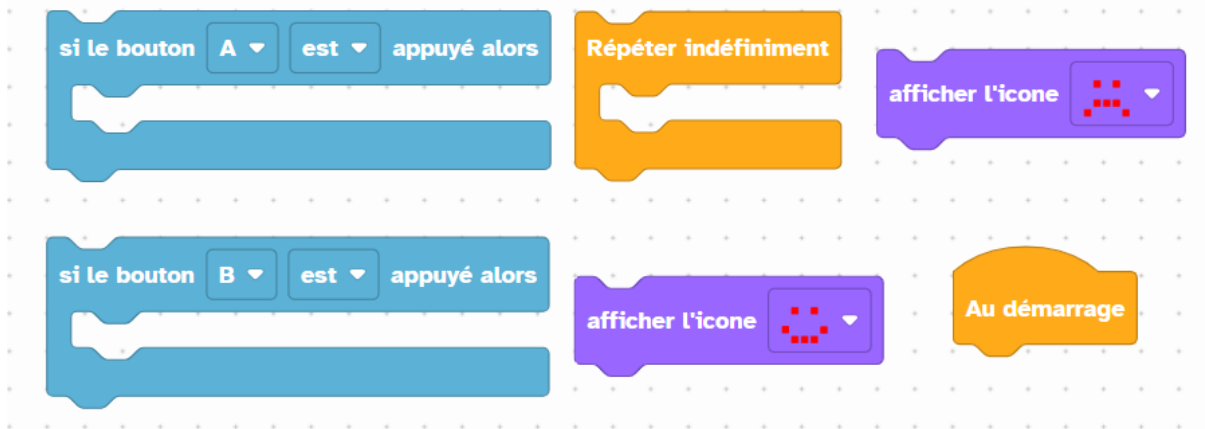 si le bouton A est appuyé alors
Répéter indéfiniment
afficher l'icone
si le bouton B est appuyé alors
afficher l'icone
Au démarrage